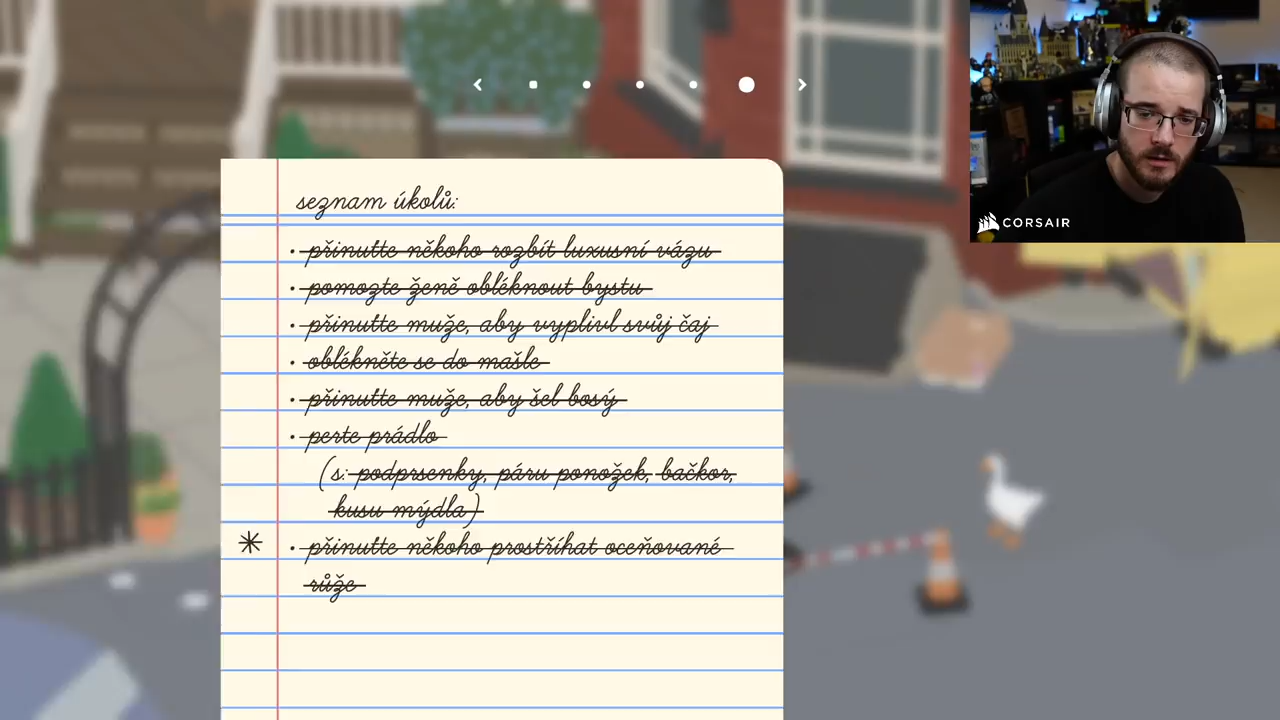 CORSAIR
seznam úkolů:
• přinuťte někoho rozbít luxusní vázu
• pomozte ženě obléknout bystu
• přinuťte muže, aby vyplivl svůj čaj
• oblékněte se do mašle
• přinuťte muže, aby šel bosý
• perte prádlo
(s: podprsenky, páru ponožek, bačkor,
kusu mýdla)
• přinuťte někoho prostříhat oceňované
růže